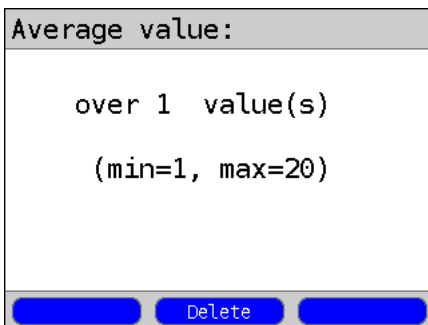 Average value:
over 1 value(s)
(min=1, max=20)
Delete